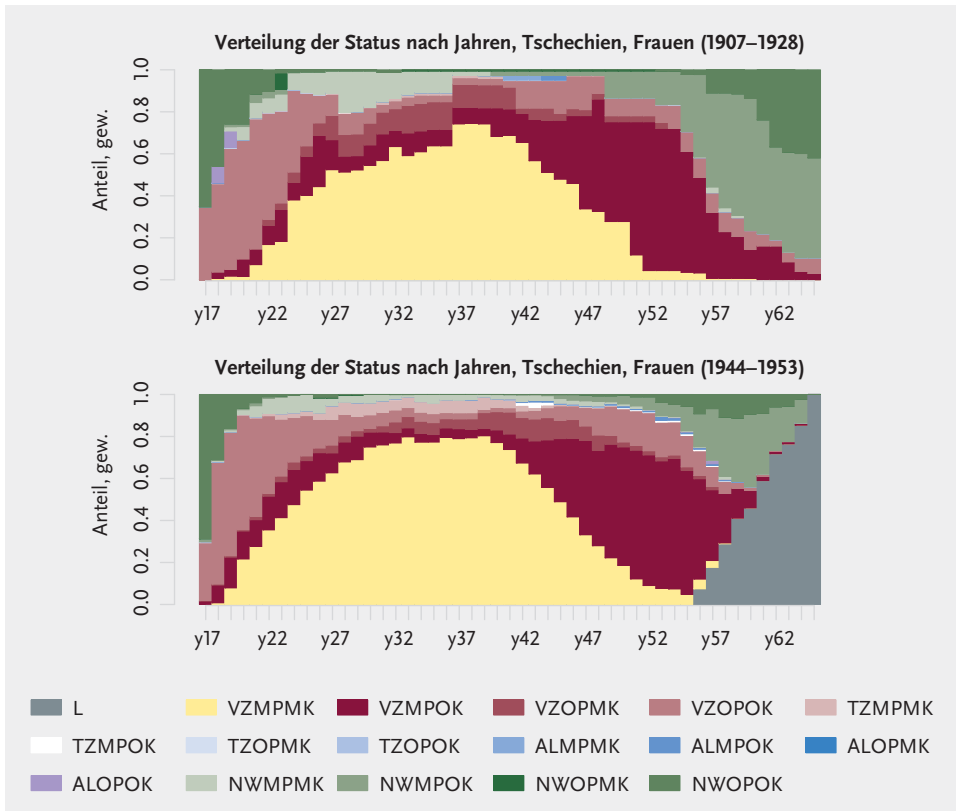 Verteilung der Status nach Jahren, Tschechien, Frauen (1907–1928)
Anteil, gew.
1.0
0.8
0.6
0.4
0.2
0.0
y17 y22 y27 y32 y37 y42 y47 y52 y57 y62
Verteilung der Status nach Jahren, Tschechien, Frauen (1944–1953)
Anteil, gew.
1.0
0.8
0.6
0.4
0.2
0.0
y17 y22 y27 y32 y37 y42 y47 y52 y57 y62
L VZMPMK VZMPOK VZOPMK VZOPOK TZMPMK
TZMPOK TZOPMK TZOPOK ALMPMK ALMPOK ALOPMK
ALOPOK NWMPMK NWMPOK NWOPMK NWOPOK